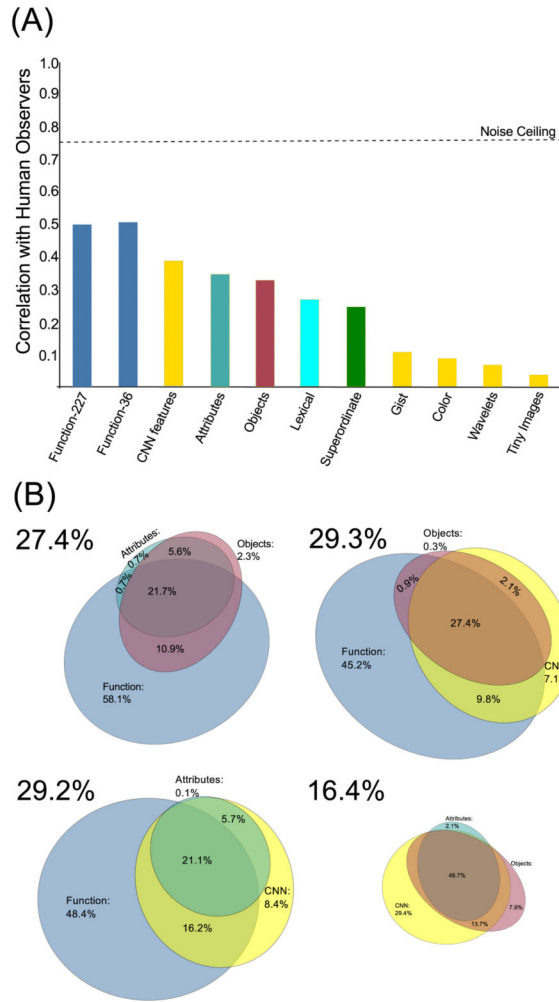 (A)
Correlation with Human Observers
1.0
0.9
0.8
0.7
0.6
0.5
0.4
0.3
0.2
0.1
Noise Ceiling
Function-227
Function-36
CNN features
Attributes
Objects
Lexical
Superordinate
Gist
Color
Wavelets
Tiny Images
(B)
27.4%
Attributes:
0.7%
0.7%
5.6%
Objects:
2.3%
21.7%
10.9%
Function:
58.1%
29.3%
Objects:
0.3%
0.9%
2.1%
27.4%
Function:
45.2%
CN
7.1
9.8%
29.2%
Attributes:
0.1%
5.7%
21.1%
Function:
48.4%
CNN:
8.4%
16.2%
16.4%
Attributes:
2.1%
46.7%
Objects:
7.9%
CNN:
29.4%
13.7%